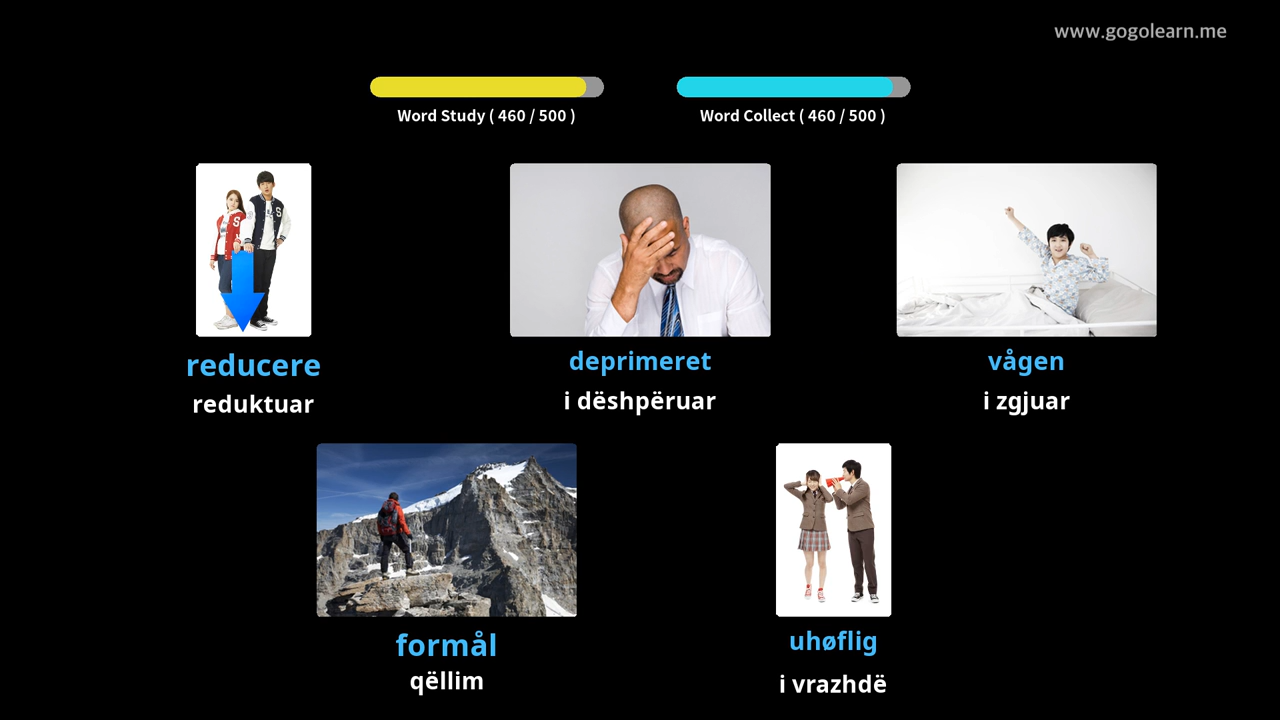 www.gogolearn.me
Word Study ( 460 / 500 )
Word Collect ( 460 / 500 )
reducere
reduktuar
deprimeret
i dëshpëruar
vågen
i zgjuar
formål
qëllim
uhøflig
i vrazhdë